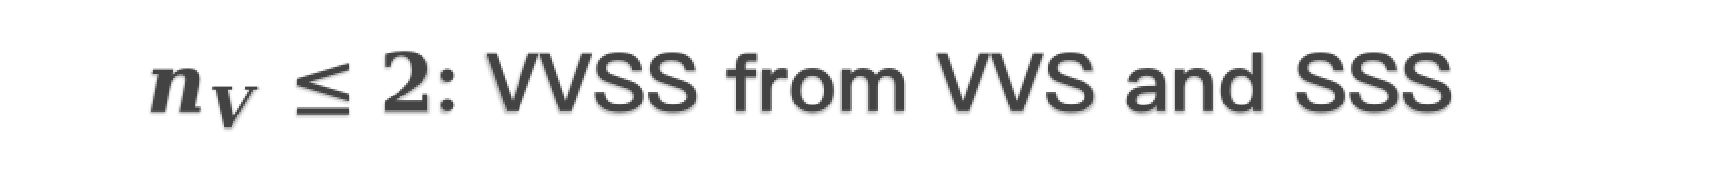 n_V ≤ 2: VVSS from VVS and SSS